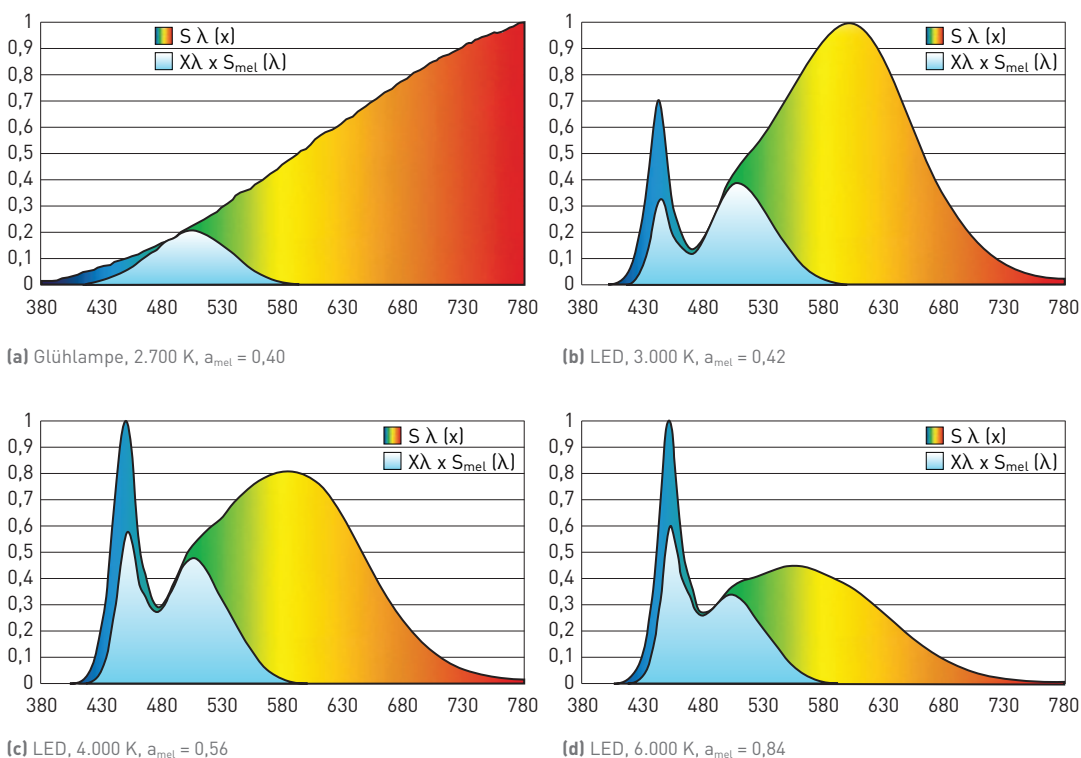 1
0,9
0,8
0,7
0,6
0,5
0,4
0,3
0,2
0,1
0
S λ (x)
Xλ x Smel (λ)
380 430 480 530 580 630 680 730 780
(a) Glühlampe, 2.700 K, amel = 0,40
1
0,9
0,8
0,7
0,6
0,5
0,4
0,3
0,2
0,1
0
S λ (x)
Xλ x Smel (λ)
380 430 480 530 580 630 680 730 780
(b) LED, 3.000 K, amel = 0,42
1
0,9
0,8
0,7
0,6
0,5
0,4
0,3
0,2
0,1
0
S λ (x)
Xλ x Smel (λ)
380 430 480 530 580 630 680 730 780
(c) LED, 4.000 K, amel = 0,56
1
0,9
0,8
0,7
0,6
0,5
0,4
0,3
0,2
0,1
0
S λ (x)
Xλ x Smel (λ)
380 430 480 530 580 630 680 730 780
(d) LED, 6.000 K, amel = 0,84